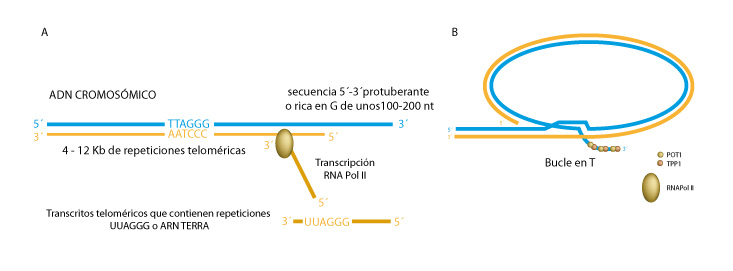 A
ADN CROMOSÓMICO
secuencia 5´-3´protuberante
o rica en G de unos100-200 nt
5´ TTAGGG 3´
3´ AATCCC 5´
4 - 12 Kb de repeticiones teloméricas
3´
Transcripción
RNA Pol II
5´
Transcritos teloméricos que contienen repeticiones
UUAGGG o ARN TERRA
3´ UUAGGG 5´
B
5´
3´
Bucle en T
POT1
TPP1
RNAPol II